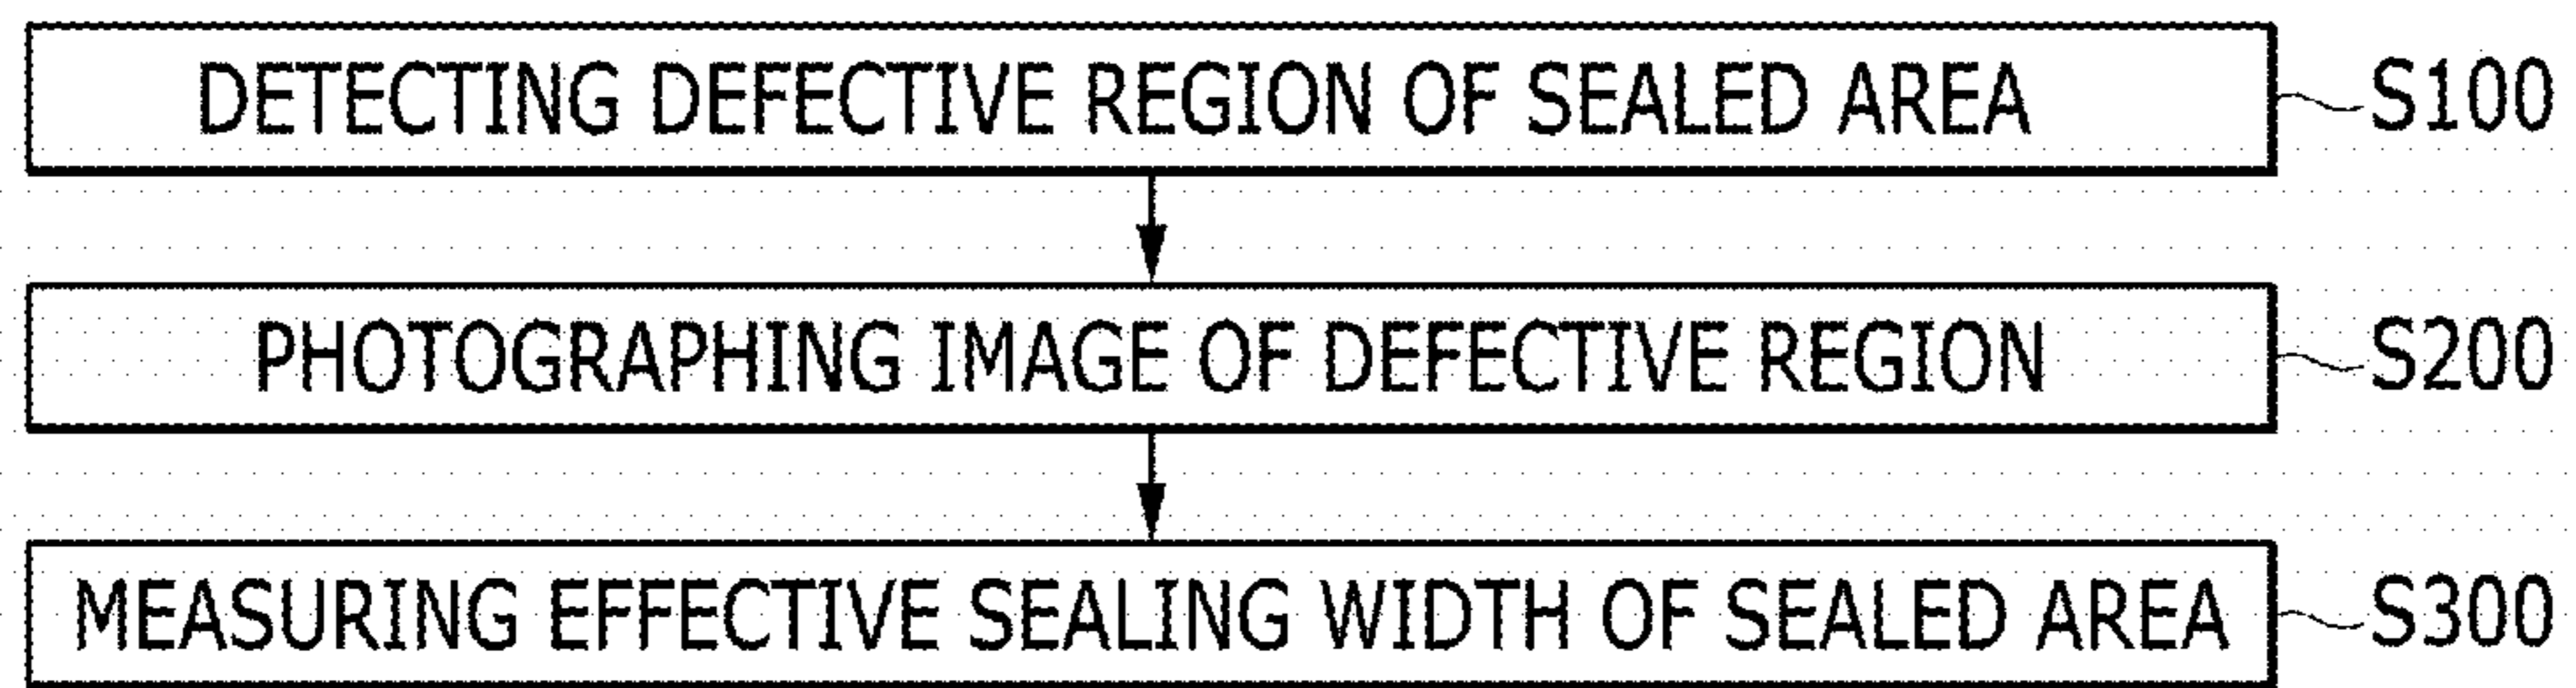 DETECTING DEFECTIVE REGION OF SEALED AREA S100
PHOTOGRAPHING IMAGE OF DEFECTIVE REGION S200
MEASURING EFFECTIVE SEALING WIDTH OF SEALED AREA S300